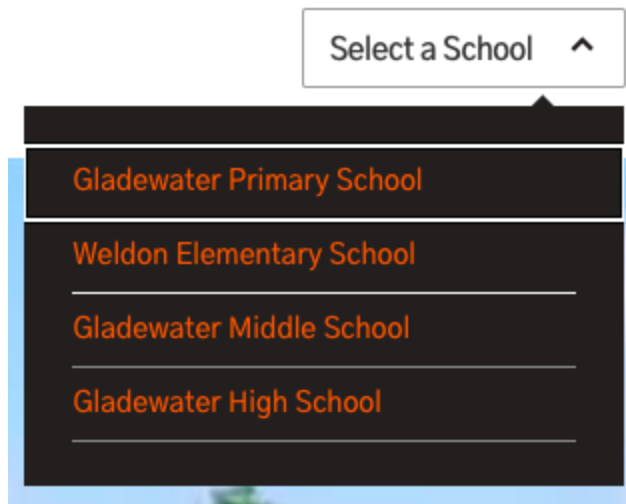 Select a School
Gladewater Primary School
Weldon Elementary School
Gladewater Middle School
Gladewater High School